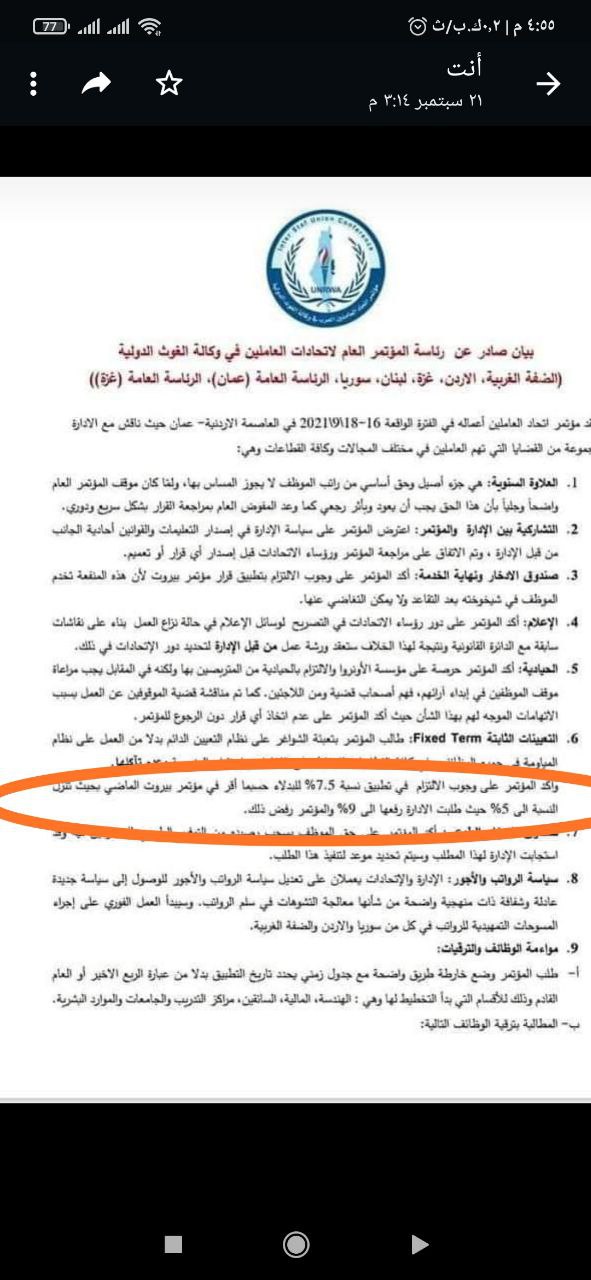 ٤:٥٥ م | ٠٫٢ك.ب/ث
77
أنت
٢١ سبتمبر ٣:١٤ م
Inter Staf Union Conference
UNRWA
بيان صادر عن رئاسة المؤتمر العام لاتحادات العاملين في وكالة الغوث الدولية
(الضفة الغربية، الاردن، غزة، لبنان، سوريا، الرئاسة العامة (عمان)، الرئاسة العامة (غزة))
قد مؤتمر اتحاد العاملين أعماله في الفترة الواقعة 16-18\9\2021 في العاصمة الاردنية- عمان حيث ناقش مع الادارة
جموعة من القضايا التي تهم العاملين في مختلف المجالات وكافة القطاعات وهي:
1. العلاوة السنوية: هي جزء أصيل وحق أساسي من راتب الموظف لا يجوز المساس بها، ولقا كان موقف المؤتمر العام
واضحاً وجلياً بأن هذا الحق يجب أن يعود وبأثر رجعي كما وعد المفوض العام بمراجعة القرار بشكل سريع ودوري.
2. التشاركية بين الإدارة والمؤتمر: اعترض المؤتمر على سياسة الإدارة في إصدار التعليمات والقوانين أحادية الجانب
من قبل الإدارة ، وتم الاتفاق على مراجعة المؤتمر ورؤساء الاتحادات قبل إصدار أي قرار أو تعميم.
3. صندوق الادخار ونهاية الخدمة: أكد المؤتمر على وجوب الالتزام بتطبيق قرار مؤتمر بيروت لأن هذه المنفعة تخدم
الموظف في شيخوخته بعد التقاعد ولا يمكن التغاضي عنها.
4. الإعلام: أكد المؤتمر على دور رؤساء الاتحادات في التصريح لوسائل الإعلام في حالة نزاع العمل بناء على نقاشات
سابقة مع الدائرة القانونية ونتيجة لهذا الخلاف ستعقد ورشة عمل من قبل الإدارة لتحديد دور الإتحادات في ذلك.
5. الحيادية: أكد المؤتمر حرصة على مؤسسة الأونروا والالتزام بالحيادية من المتربصين بها ولكنه في المقابل يجب مراعاة
موقف الموظفين في إبداء آرائهم، فهم أصحاب قضية ومن اللاجئين. كما تم مناقشة قضية الموقوفين عن العمل بسبب
الاتهامات الموجه لهم بهذا الشأن حيث أكد المؤتمر على عدم اتخاذ أي قرار دون الرجوع للمؤتمر.
6. التعيينات الثابتة Fixed Term: طالب المؤتمر بتعبئة الشواغر على نظام التعيين الدائم بدلا من العمل على نظام
المياومة في
وأكد المؤتمر على وجوب الالتزام في تطبيق نسبة 7.5% للبدلاء حسبما أقر في مؤتمر بيروت الماضي بحيث تنزل
النسبة الى 5% حيث طلبت الادارة رفعها الى 9% والمؤتمر رفض ذلك.
7. أكد المؤتمر على حق الموظف بسحب رصيده من
استجابت الإدارة لهذا المطلب وسيتم تحديد موعد لتنفيذ هذا الطلب.
8. سياسة الرواتب والأجور: الإدارة والإتحادات يعملان على تعديل سياسة الرواتب والأجور للوصول إلى سياسة جديدة
عادلة وشفافة ذات منهجية واضحة من شأنها معالجة التشوهات في سلم الرواتب. وسيبدأ العمل الفوري على إجراء
المسوحات التمهيدية للرواتب في كل من سوريا والاردن والضفة الغربية.
9. مواءمة الوظائف والترقيات:
أ- طلب المؤتمر وضع خارطة طريق واضحة مع جدول زمني يحدد تاريخ التطبيق بدلا من عبارة الربع الاخير أو العام
القادم وذلك للأقسام التي بدأ التخطيط لها وهي : الهندسة، المالية، السائقين، مراكز التدريب والجامعات والموارد البشرية.
ب- المطالبة بترقية الوظائف التالية: